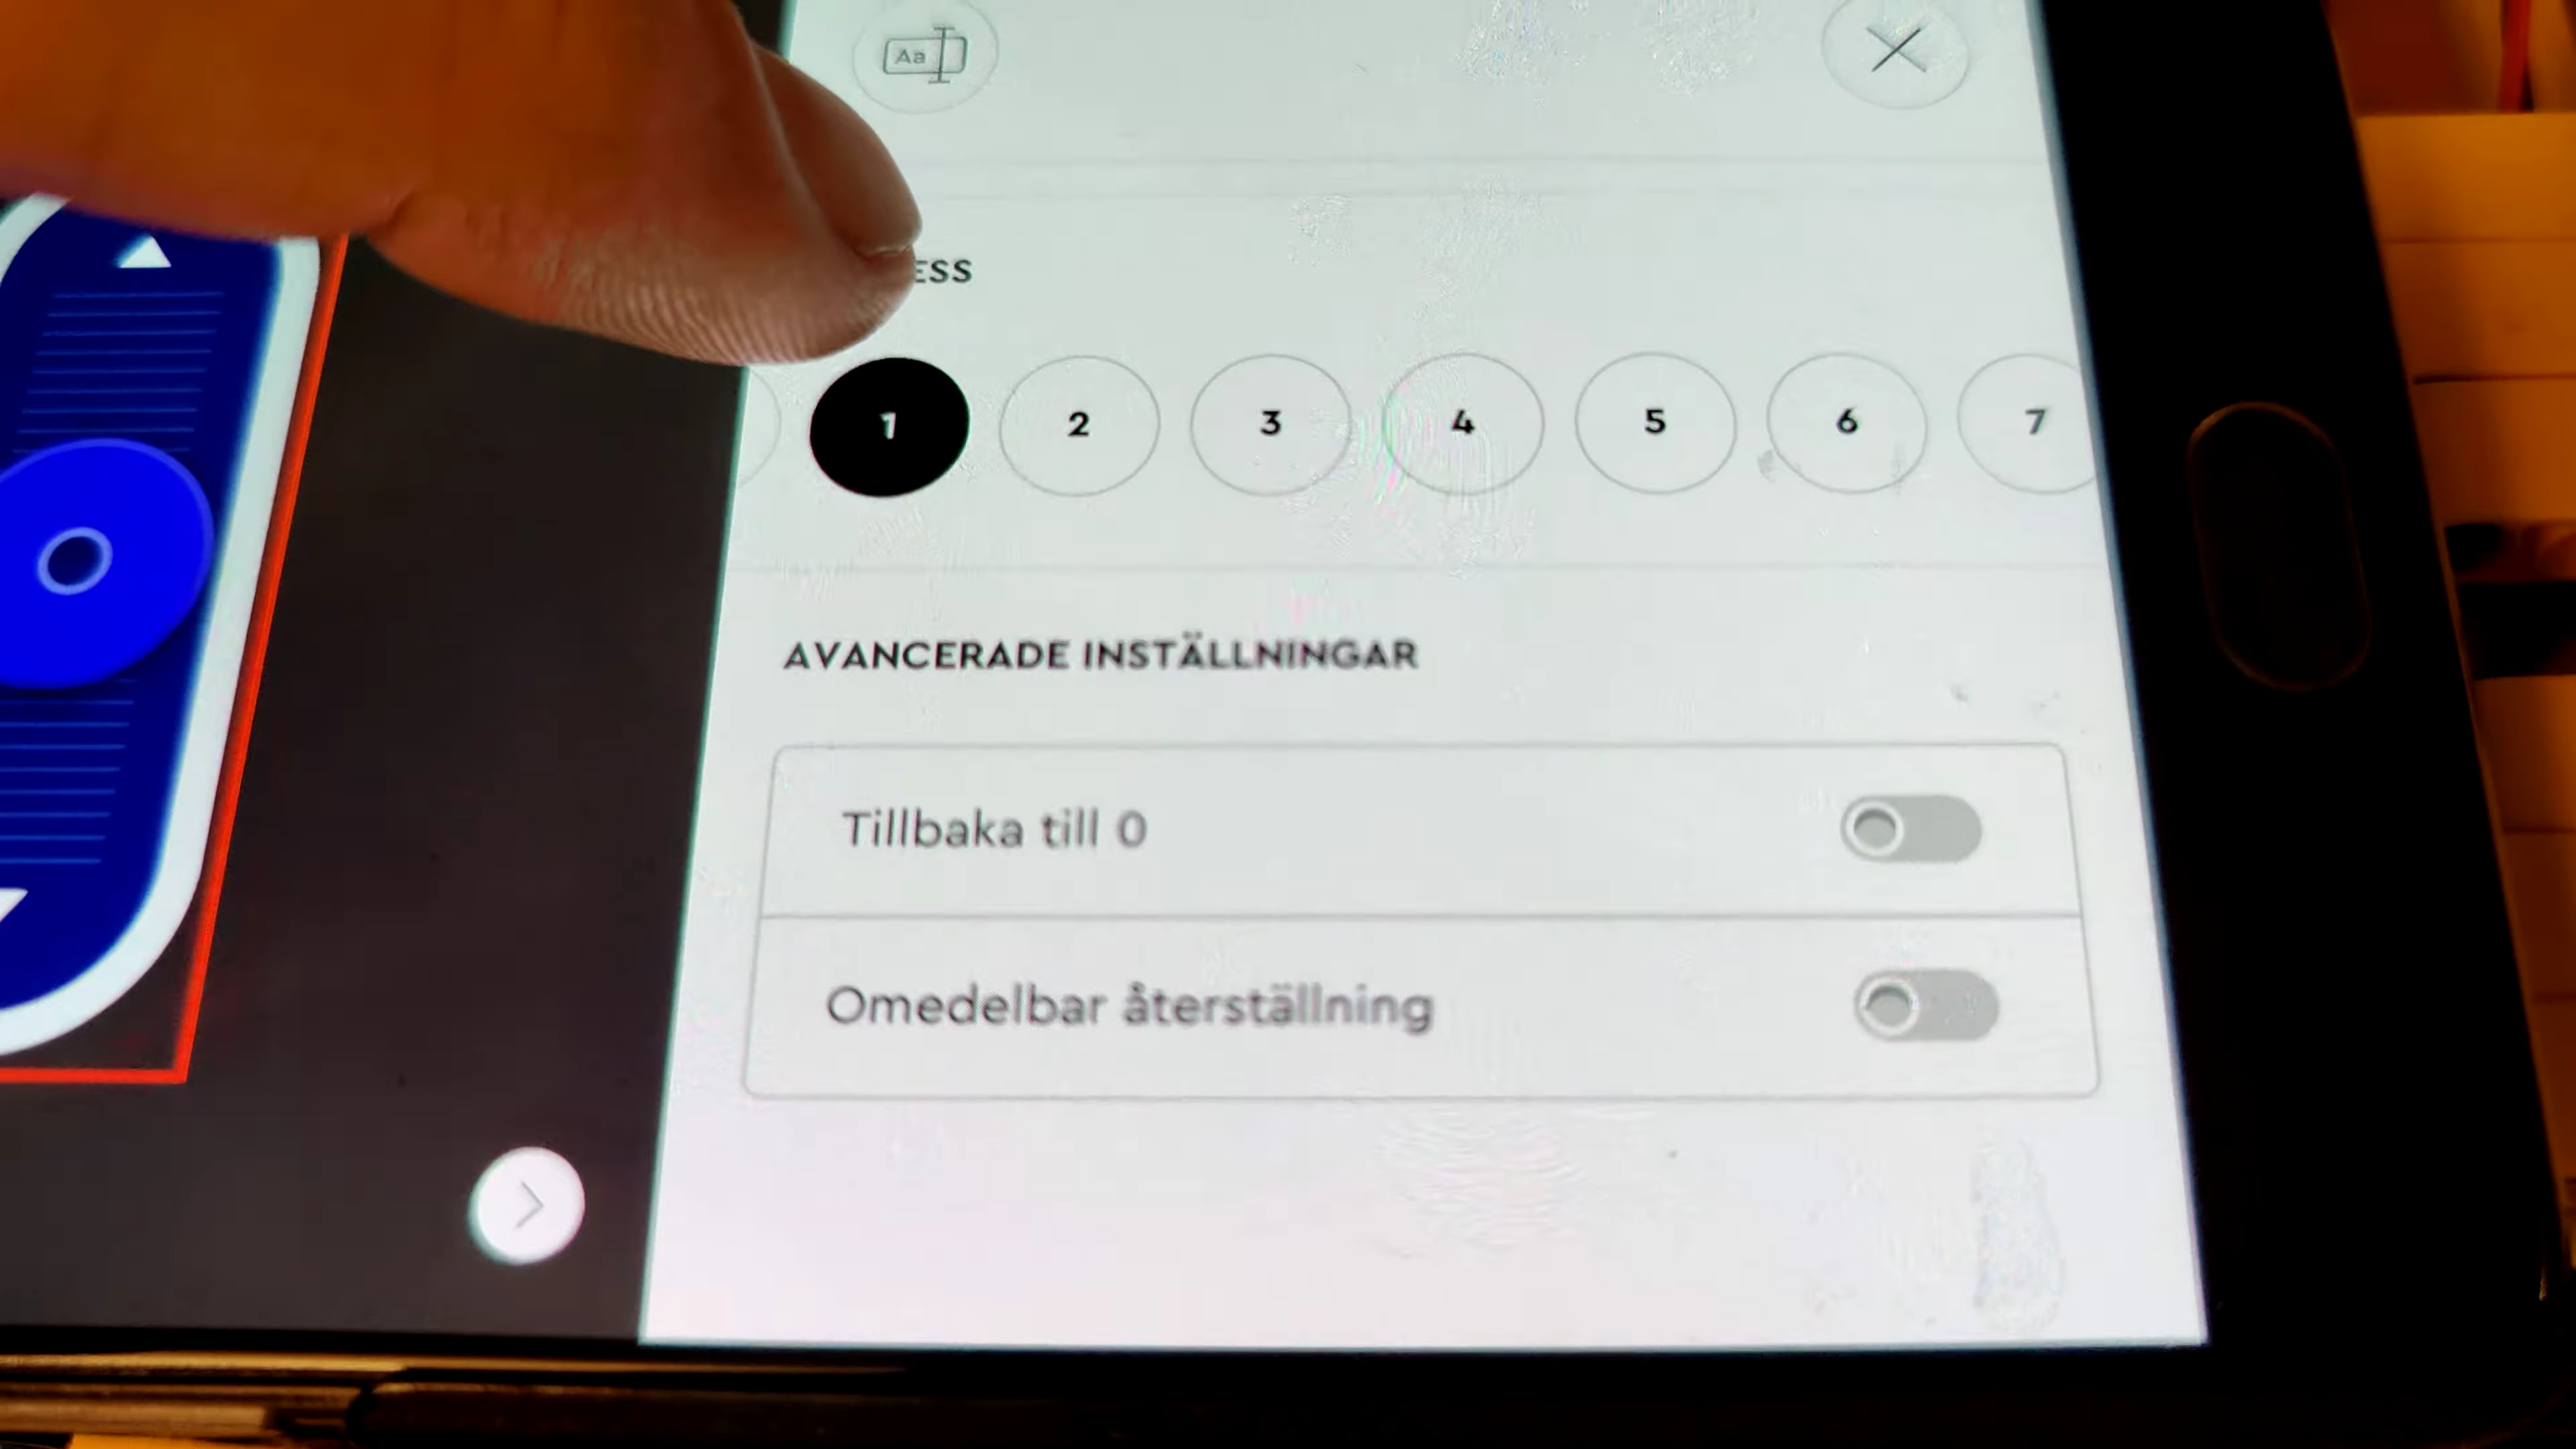 Aa
ESS
1 2 3 4 5 6 7
AVANCERADE INSTÄLLNINGAR
Tillbaka till 0
Omedelbar återställning